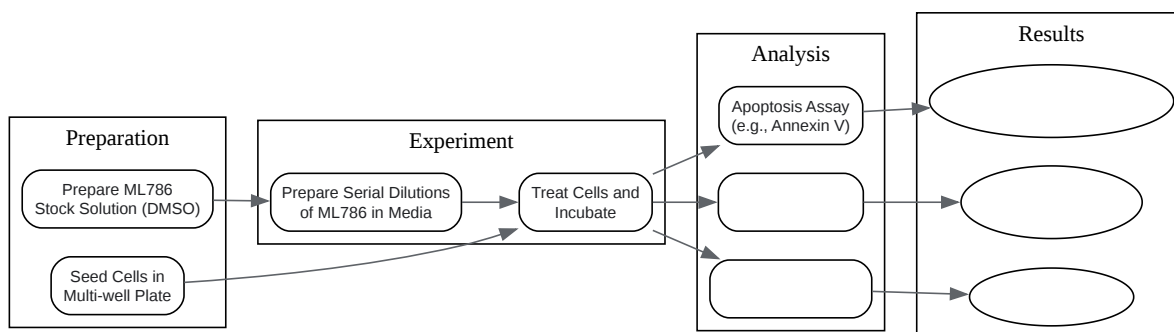 Preparation
Prepare ML786
Stock Solution (DMSO)
Seed Cells in
Multi-well Plate
Experiment
Prepare Serial Dilutions
of ML786 in Media
Treat Cells and
Incubate
Analysis
Apoptosis Assay
(e.g., Annexin V)
Results